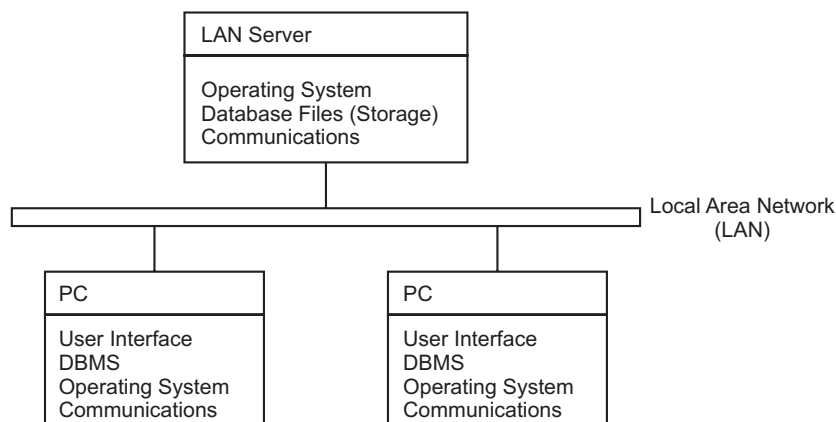 LAN Server
Operating System
Database Files (Storage)
Communications
Local Area Network
(LAN)
PC
User Interface
DBMS
Operating System
Communications
PC
User Interface
DBMS
Operating System
Communications